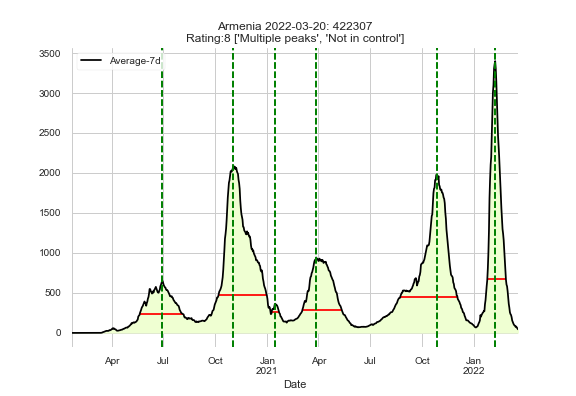 Armenia 2022-03-20: 422307
Rating:8 ['Multiple peaks', 'Not in control']
Average-7d
3500
3000
2500
2000
1500
1000
500
0
Apr Jul Oct Jan Apr Jul Oct Jan
2021 2022
Date